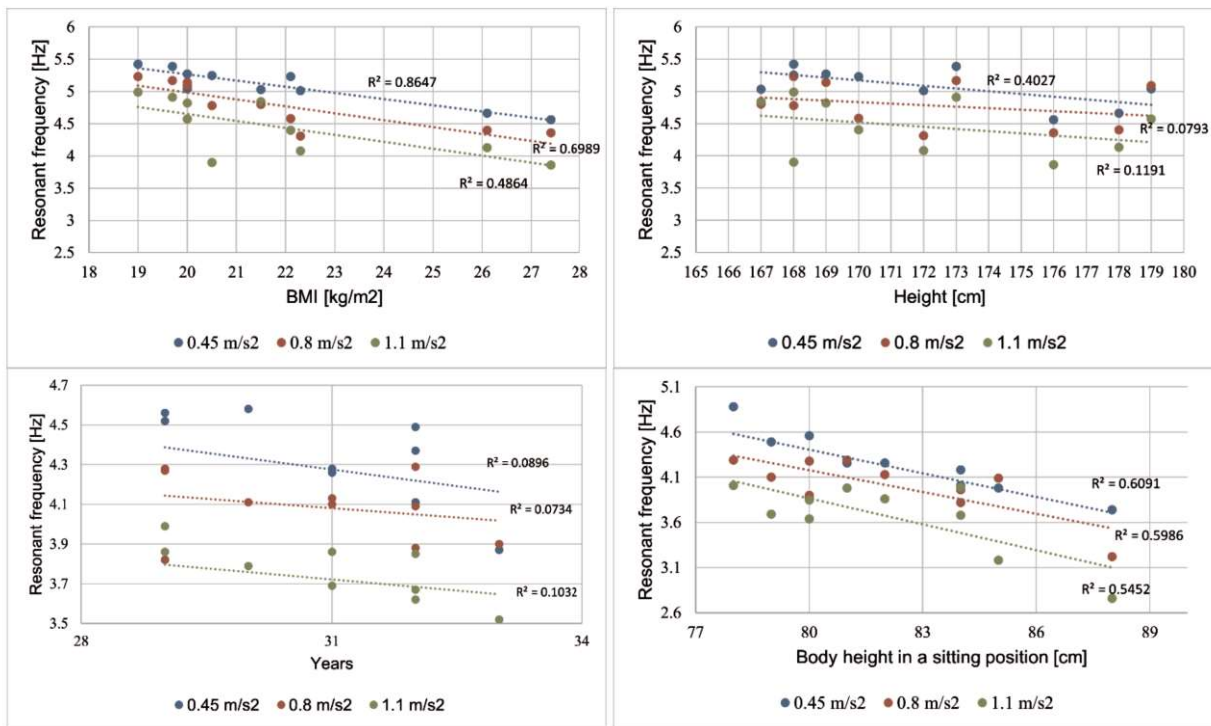 5.5
5
4.5
4
3.5
3
2.5
Resonant frequency [Hz]
R² = 0.8647
R² = 0.6989
R² = 0.4864
18 19 20 21 22 23 24 25 26 27 28
BMI [kg/m2]
0.45 m/s2 0.8 m/s2 1.1 m/s2
6
5.5
5
4.5
4
3.5
3
2.5
Resonant frequency [Hz]
R² = 0.4027
R² = 0.0793
R² = 0.1191
165 166 167 168 169 170 171 172 173 174 175 176 177 178 179 180
Height [cm]
0.45 m/s2 0.8 m/s2 1.1 m/s2
4.7
4.5
4.3
4.1
3.9
3.7
3.5
Resonant frequency [Hz]
R² = 0.0896
R² = 0.0734
R² = 0.1032
28 31 34
Years
0.45 m/s2 0.8 m/s2 1.1 m/s2
5.1
4.6
4.1
3.6
3.1
2.6
Resonant frequency [Hz]
R² = 0.6091
R² = 0.5986
R² = 0.5452
77 80 83 86 89
Body height in a sitting position [cm]
0.45 m/s2 0.8 m/s2 1.1 m/s2